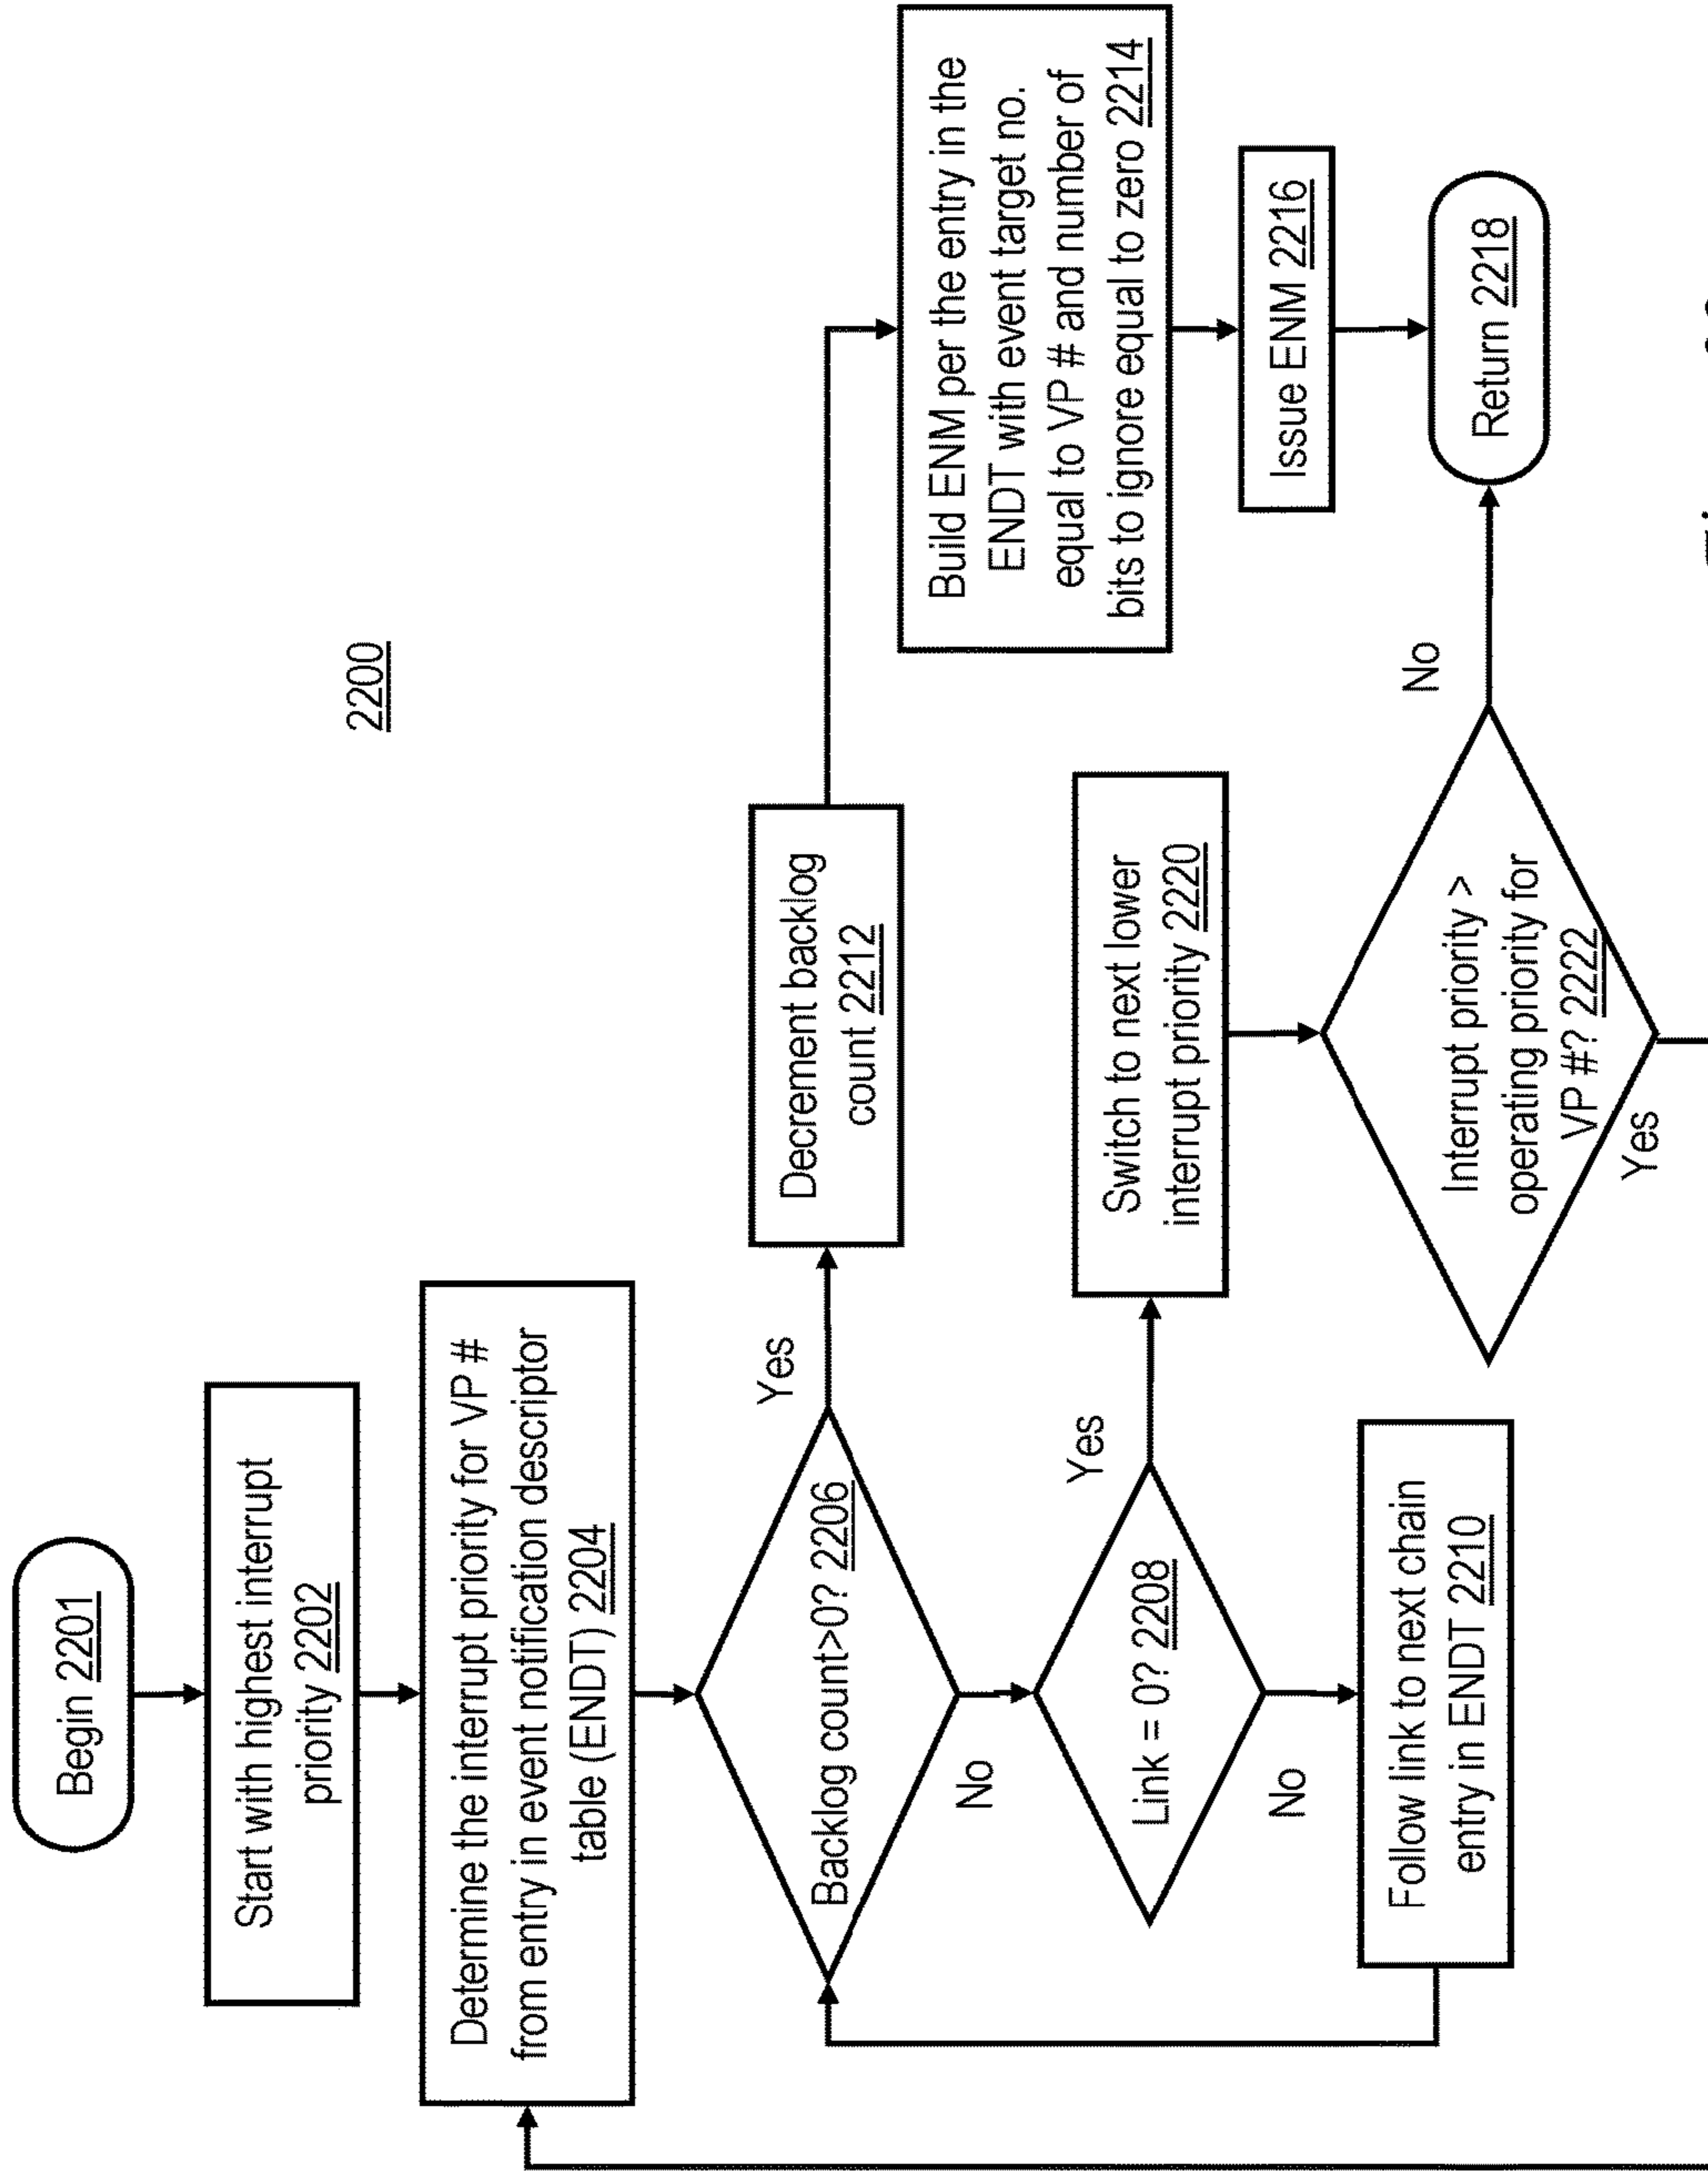 2200
Begin 2201
Start with highest interrupt
priority 2202
Determine the interrupt priority for VP #
from entry in event notification descriptor
table (ENDT) 2204
Backlog count>0? 2206
Yes
No
Decrement backlog
count 2212
Build ENM per the entry in the
ENDT with event target no.
equal to VP # and number of
bits to ignore equal to zero 2214
Issue ENM 2216
Return 2218
Link = 0? 2208
Yes
No
Follow link to next chain
entry in ENDT 2210
Switch to next lower
interrupt priority 2220
Interrupt priority >
operating priority for
VP #? 2222
No
Yes